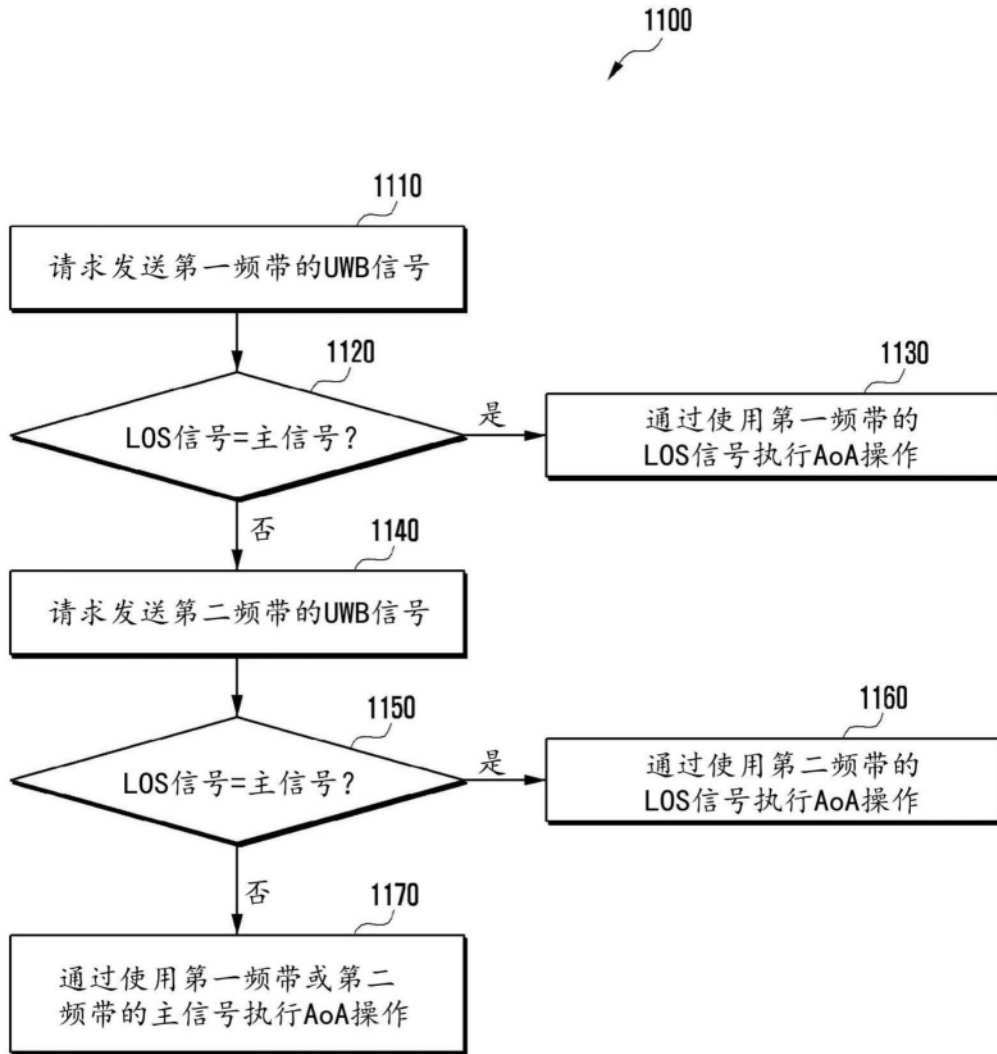 1100
1110
请求发送第一频带的UWB信号
1120
LOS信号=主信号?
是
1130
通过使用第一频带的
LOS信号执行AoA操作
否
1140
请求发送第二频带的UWB信号
1150
LOS信号=主信号?
是
1160
通过使用第二频带的
LOS信号执行AoA操作
否
1170
通过使用第一频带或第二
频带的主信号执行AoA操作